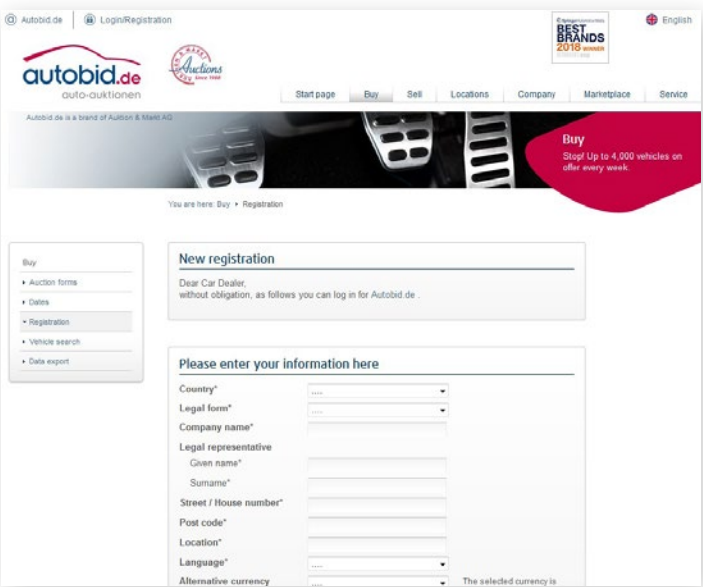 Autobid.de
Login/Registration
BEST
BRANDS
2018 WINNER
English
autobid.de
auto-auktionen
Auctions
Since 1988
Start page Buy Sell Locations Company Marketplace Service
Autobid.de is a bland of Auktion & Markt AG
Buy
Stop! Up to 4,000 vehicles on
offer every week.
You are here: Buy Registration
Buy
Auction forms
Dates
Registration
Vehicle search
Data export
New registration
Dear Car Dealer,
without obligation, as follows you can log in for Autobid.de .
Please enter your information here
Country* ....
Legal form* ....
Company name*
Legal representative
Given name*
Surname*
Street / House number*
Post code*
Location*
Language* ....
Alternative currency .... The selected currency is